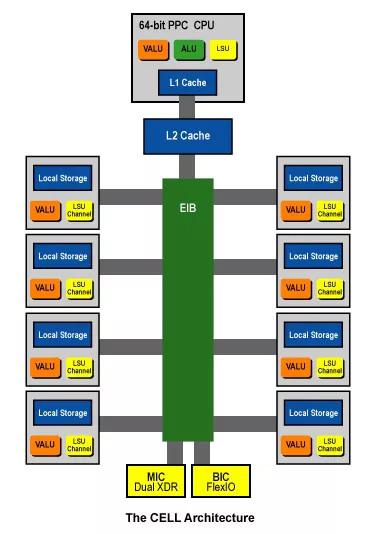 64-bit PPC CPU
VALU ALU LSU
L1 Cache
L2 Cache
EIB
Local Storage
VALU
LSU
Channel
Local Storage
VALU
LSU
Channel
Local Storage
VALU
LSU
Channel
Local Storage
VALU
LSU
Channel
Local Storage
VALU
LSU
Channel
Local Storage
VALU
LSU
Channel
Local Storage
VALU
LSU
Channel
Local Storage
VALU
LSU
Channel
MIC
Dual XDR
BIC
FlexIO
The CELL Architecture